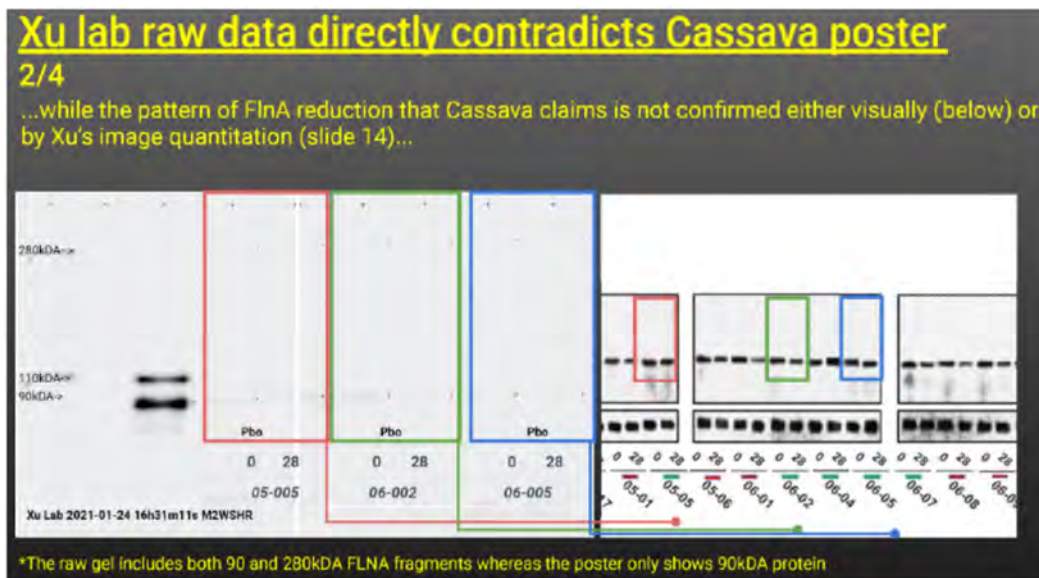 Xu lab raw data directly contradicts Cassava poster
2/4
...while the pattern of FlnA reduction that Cassava claims is not confirmed either visually (below) or
by Xu's image quantitation (slide 14)...
280kDA->
110kDA->
90kDA->
Pbo Pbo Pbo
0 28 0 28 0 28
05-005 06-002 06-005
Xu Lab 2021-01-24 16h31m11s M2WSHR
0 28 0 28 0 28 0 28 0 28 0 28 0 28 0 28 0 28
05-01 05-05 05-06 06-01 06-02 06-04 06-05 06-07 06-08
*The raw gel includes both 90 and 280kDA FLNA fragments whereas the poster only shows 90kDA protein